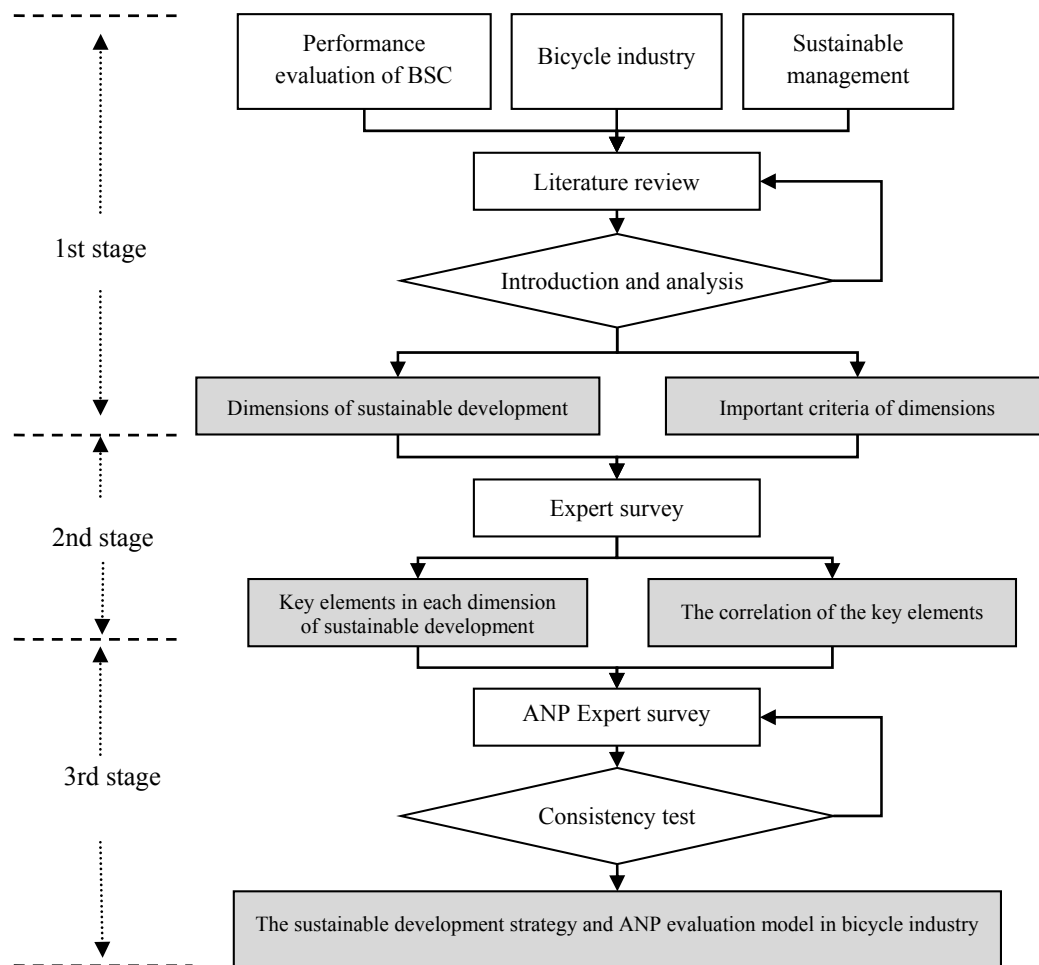 Performance
evaluation of BSC
Bicycle industry
Sustainable
management
Literature review
1st stage
Introduction and analysis
Dimensions of sustainable development
Important criteria of dimensions
Expert survey
2nd stage
Key elements in each dimension
of sustainable development
The correlation of the key elements
ANP Expert survey
3rd stage
Consistency test
The sustainable development strategy and ANP evaluation model in bicycle industry